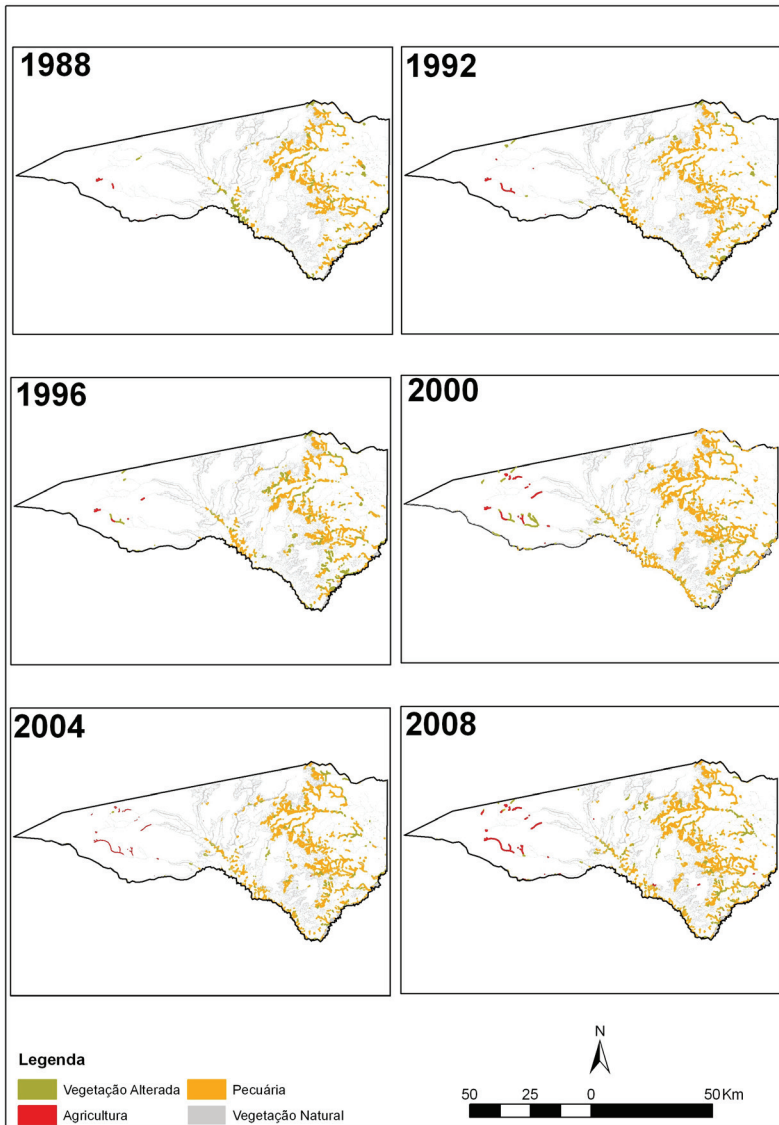 1988
1992
1996
2000
2004
2008
Legenda
Vegetação Alterada
Pecuária
Agricultura
Vegetação Natural
N
50 25 0 50 Km